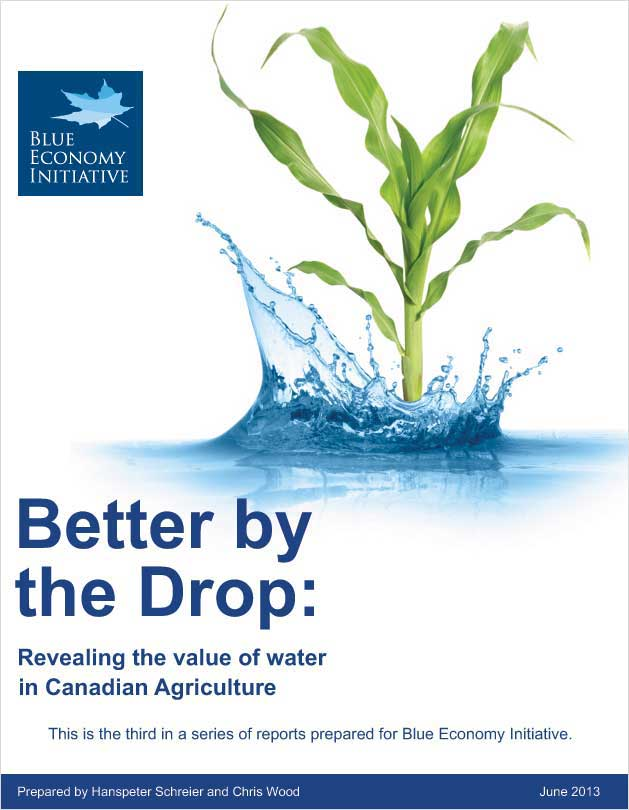 BLUE
ECONOMY
INITIATIVE
Better by
the Drop:
Revealing the value of water
in Canadian Agriculture
This is the third in a series of reports prepared for Blue Economy Initiative.
Prepared by Hanspeter Schreier and Chris Wood
June 2013